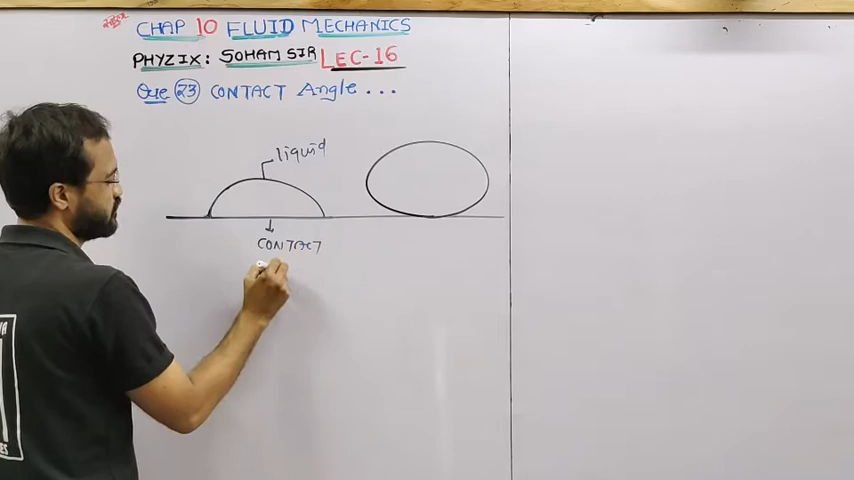 CHAP 10 FLUID MECHANICS
PHYZIX: SOHAM SIR LEC-16
Que 23 CONTACT Angle ...
liquid
CONTACT